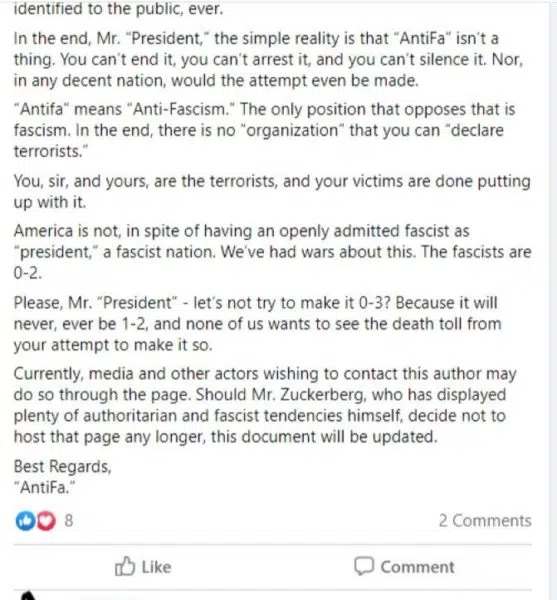 identified to the public, ever.
In the end, Mr. "President," the simple reality is that "AntiFa" isn't a
thing. You can't end it, you can't arrest it, and you can't silence it. Nor,
in any decent nation, would the attempt even be made.
"Antifa" means "Anti-Fascism." The only position that opposes that is
fascism. In the end, there is no "organization" that you can "declare
terrorists."
You, sir, and yours, are the terrorists, and your victims are done putting
up with it.
America is not, in spite of having an openly admitted fascist as
"president," a fascist nation. We've had wars about this. The fascists are
0-2.
Please, Mr. "President" - let's not try to make it 0-3? Because it will
never, ever be 1-2, and none of us wants to see the death toll from
your attempt to make it so.
Currently, media and other actors wishing to contact this author may
do so through the page. Should Mr. Zuckerberg, who has displayed
plenty of authoritarian and fascist tendencies himself, decide not to
host that page any longer, this document will be updated.
Best Regards,
"AntiFa."
8
2 Comments
Like
Comment